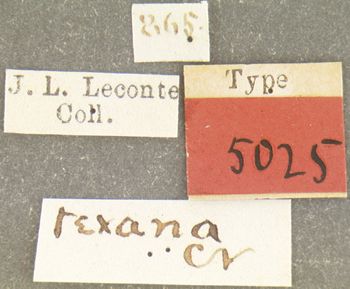 865.
J. L. Leconte
Coll.
Type
5025
texana
Cr